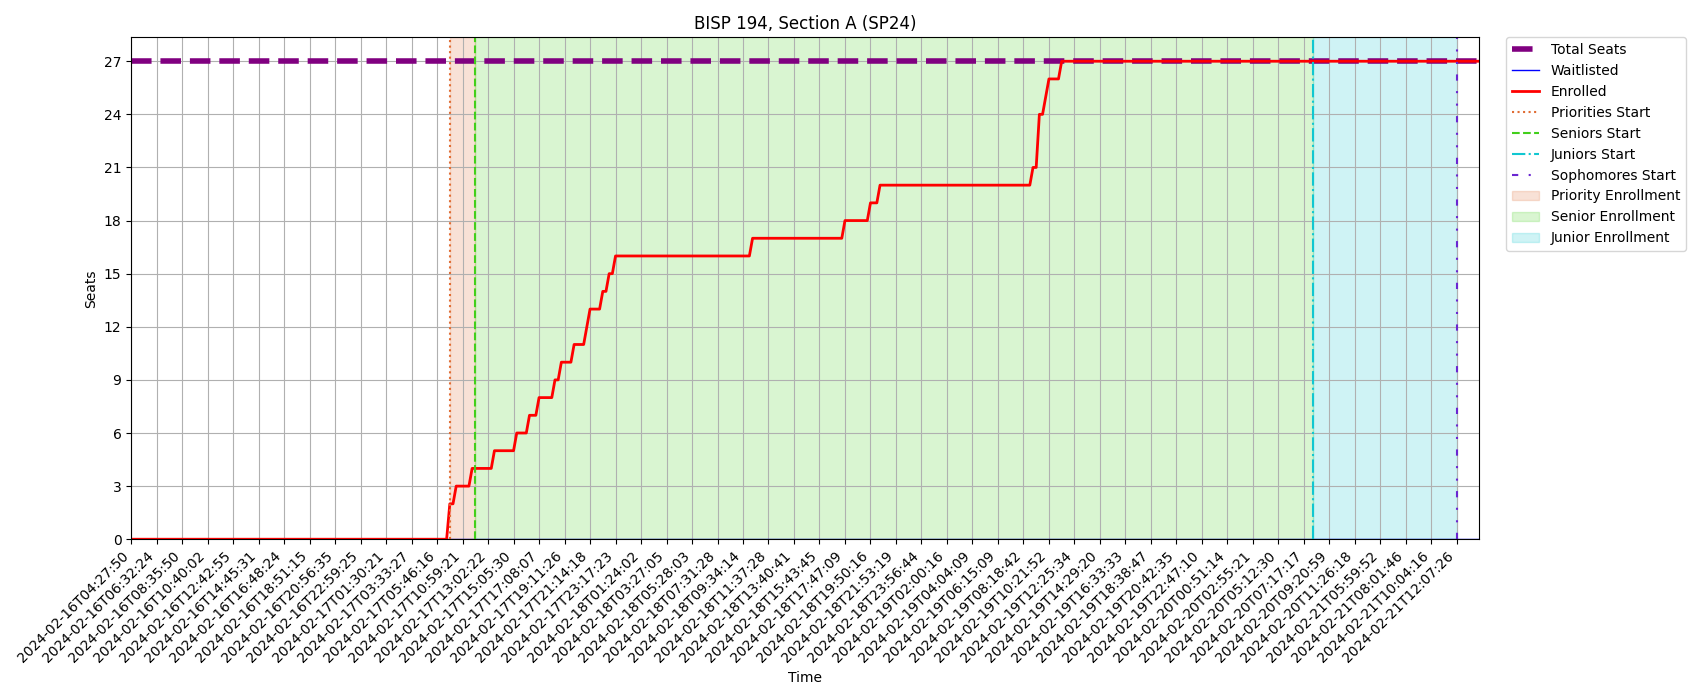 BISP 194, Section A (SP24)
Seats
27
24
21
18
15
12
9
6
3
0
2024-02-16T04:27:50
2024-02-16T06:32:24
2024-02-16T08:35:50
2024-02-16T10:40:02
2024-02-16T12:42:55
2024-02-16T14:45:31
2024-02-16T16:48:24
2024-02-16T18:51:15
2024-02-16T20:56:35
2024-02-16T22:59:23
2024-02-17T01:30:21
2024-02-17T03:33:27
2024-02-17T05:46:16
2024-02-17T10:59:21
2024-02-17T13:02:22
2024-02-17T15:05:30
2024-02-17T17:08:07
2024-02-17T19:11:26
2024-02-17T21:14:18
2024-02-17T23:17:23
2024-02-18T01:24:02
2024-02-18T03:27:05
2024-02-18T05:28:03
2024-02-18T07:31:28
2024-02-18T09:34:14
2024-02-18T11:37:28
2024-02-18T13:40:41
2024-02-18T15:43:45
2024-02-18T17:47:09
2024-02-18T19:50:16
2024-02-18T21:53:19
2024-02-18T23:56:44
2024-02-19T02:00:16
2024-02-19T04:04:09
2024-02-19T06:15:09
2024-02-19T08:18:42
2024-02-19T10:21:52
2024-02-19T12:25:34
2024-02-19T14:29:20
2024-02-19T16:33:33
2024-02-19T18:38:47
2024-02-19T20:42:35
2024-02-19T22:47:10
2024-02-20T00:51:14
2024-02-20T02:55:21
2024-02-20T05:12:30
2024-02-20T07:17:17
2024-02-20T09:20:59
2024-02-20T11:26:18
2024-02-21T05:59:52
2024-02-21T08:01:46
2024-02-21T10:04:16
2024-02-21T12:07:26
Time
Total Seats
Waitlisted
Enrolled
Priorities Start
Seniors Start
Juniors Start
Sophomores Start
Priority Enrollment
Senior Enrollment
Junior Enrollment